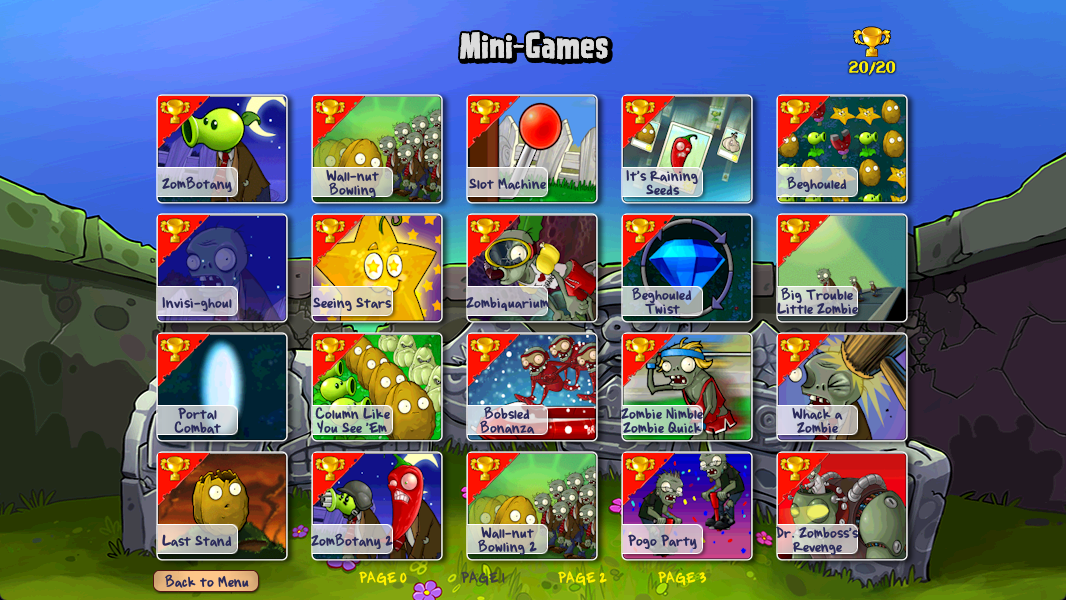 Mini-Games
20/20
ZomBotany
Wall-nut
Bowling
Slot Machine
It's Raining
Seeds
Beghouled
Invisi-ghoul
Seeing Stars
Zombiquarium
Beghouled
Twist
Big Trouble
Little Zombie
Portal
Combat
Column Like
You See 'Em
Bobsled
Bonanza
Zombie Nimble
Zombie Quick
Whack a
Zombie
Last Stand
ZomBotany 2
Wall-nut
Bowling 2
Pogo Party
Dr. Zomboss's
Revenge
Back to Menu
PAGE 0
PAGE 1
PAGE 2
PAGE 3